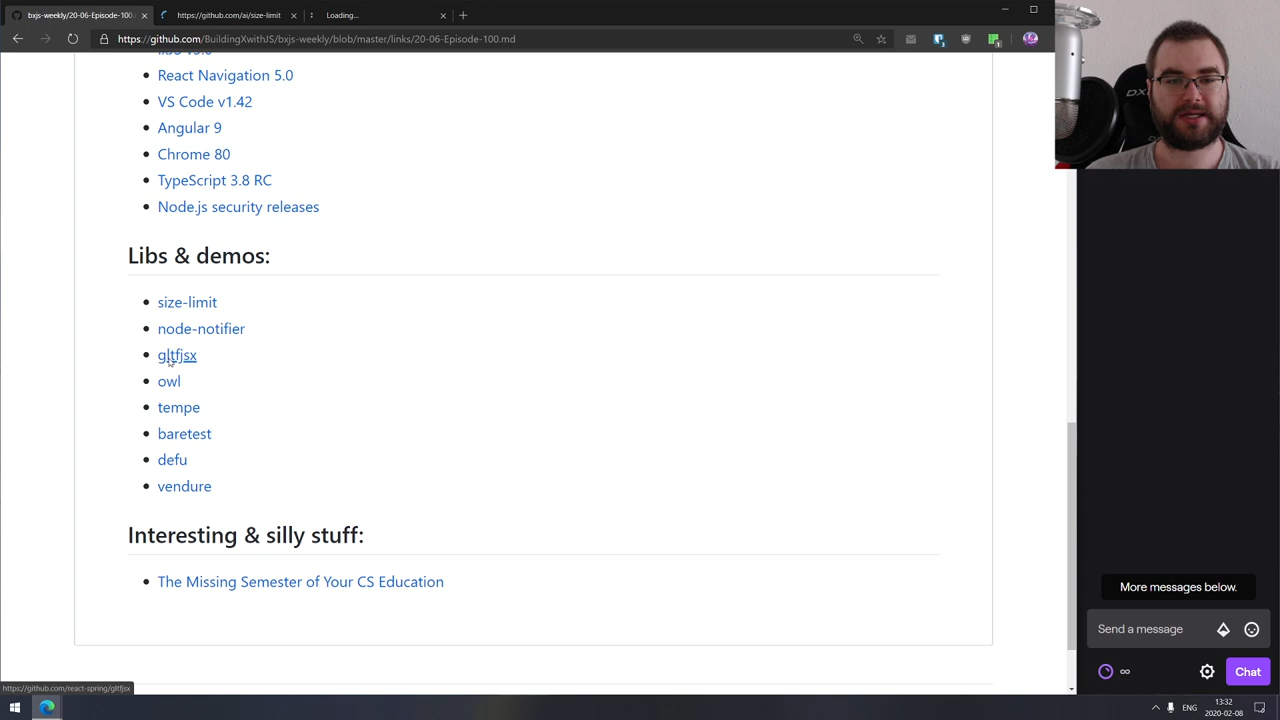 bxjs-weekly/20-06-Episode-100.
https://github.com/ai/size-limit
Loading...
https://github.com/BuildingXwithJS/bxjs-weekly/blob/master/links/20-06-Episode-100.md
React Navigation 5.0
VS Code v1.42
Angular 9
Chrome 80
TypeScript 3.8 RC
Node.js security releases
Libs & demos:
size-limit
node-notifier
gltfjsx
owl
tempe
baretest
defu
vendure
Interesting & silly stuff:
The Missing Semester of Your CS Education
More messages below.
Send a message
Chat
https://github.com/react-spring/gltfjsx
ENG
13:32
2020-02-08